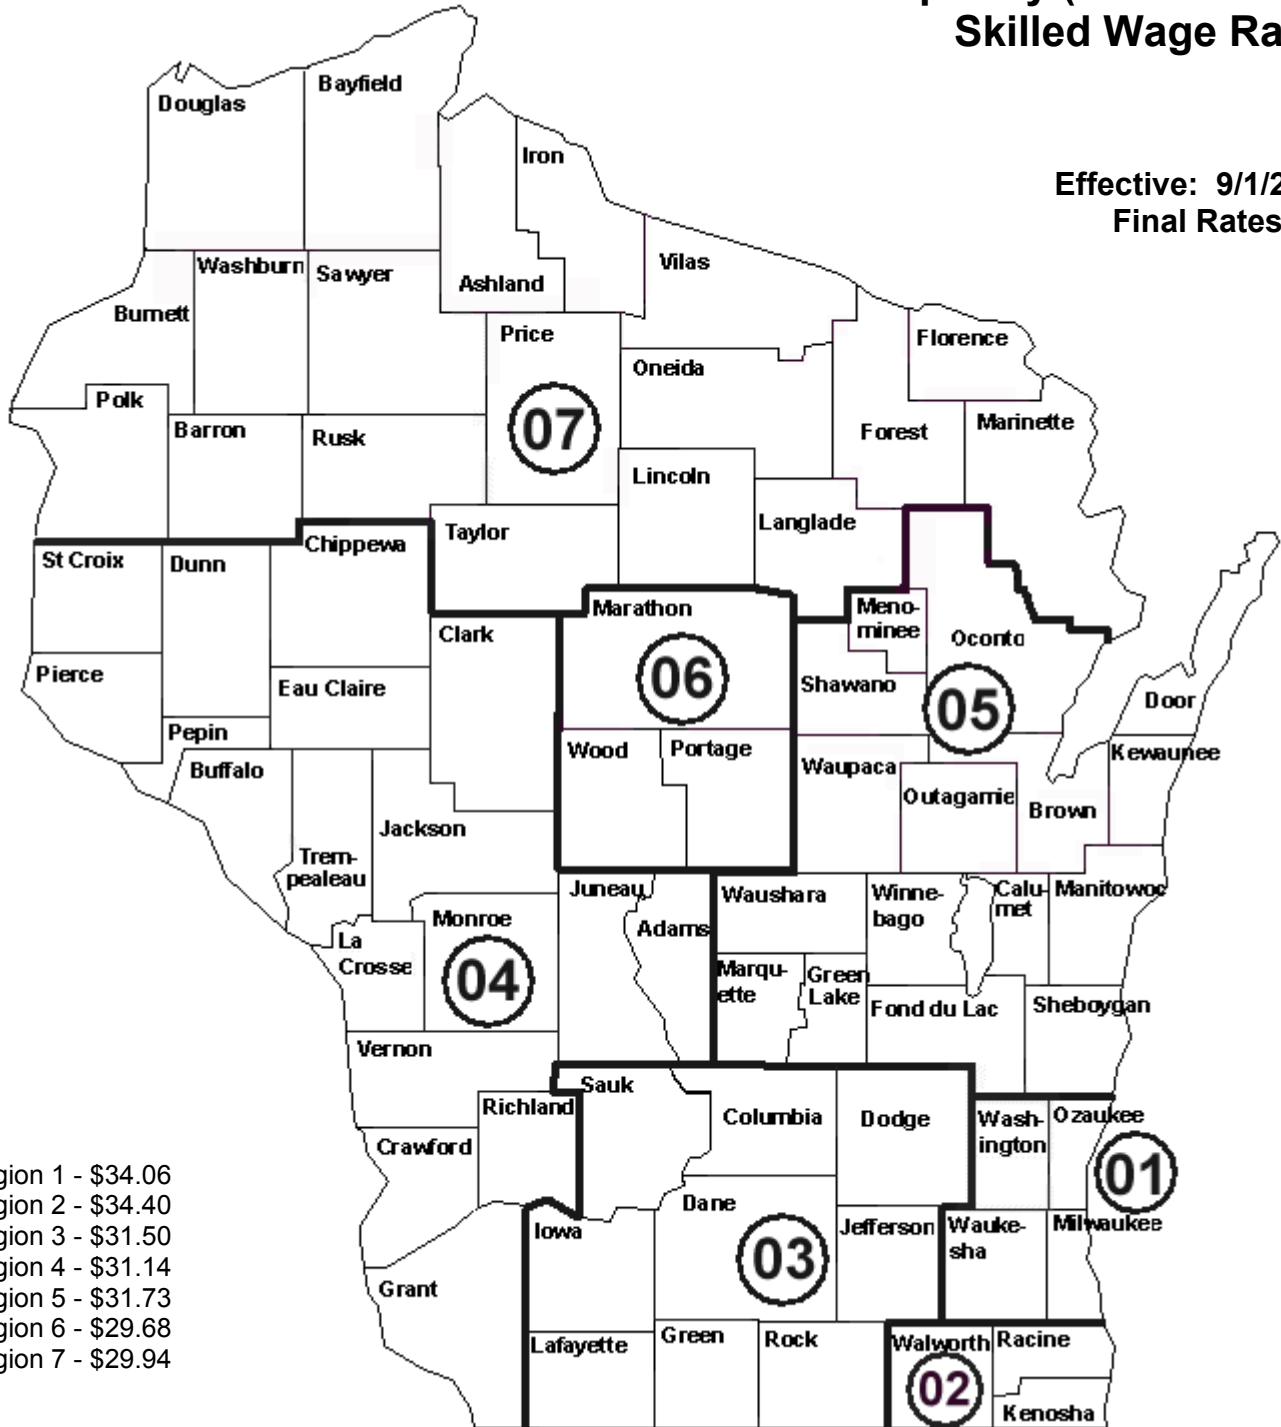 Skilled Wage Ra
Effective: 9/1/2
Final Rates
Douglas
Bayfield
Iron
Washburn
Sawyer
Ashland
Vilas
Burnett
Price
Florence
Polk
Oneida
Barron
Rusk
07
Forest
Marinette
Lincoln
Langlade
Taylor
Chippewa
St Croix
Dunn
Marathon
Meno-
minee
Clark
Oconto
06
Pierce
Eau Claire
Shawano
05
Door
Pepin
Buffalo
Wood
Portage
Waupaca
Kewaunee
Outagamie
Brown
Jackson
Trem-
pealeau
Juneau
Adams
Waushara
Winne-
bago
Calu-
met
Manitowoc
Monroe
La
Crosse
04
Marqu-
ette
Green
Lake
Fond du Lac
Sheboygan
Vernon
Sauk
Richland
Columbia
Dodge
Wash-
ington
Ozaukee
Crawford
01
Dane
Iowa
Jefferson
Wauke-
sha
Milwaukee
03
Grant
Lafayette
Green
Rock
Walworth
Racine
02
Kenosha
gion 1 - $34.06
gion 2 - $34.40
gion 3 - $31.50
gion 4 - $31.14
gion 5 - $31.73
gion 6 - $29.68
gion 7 - $29.94